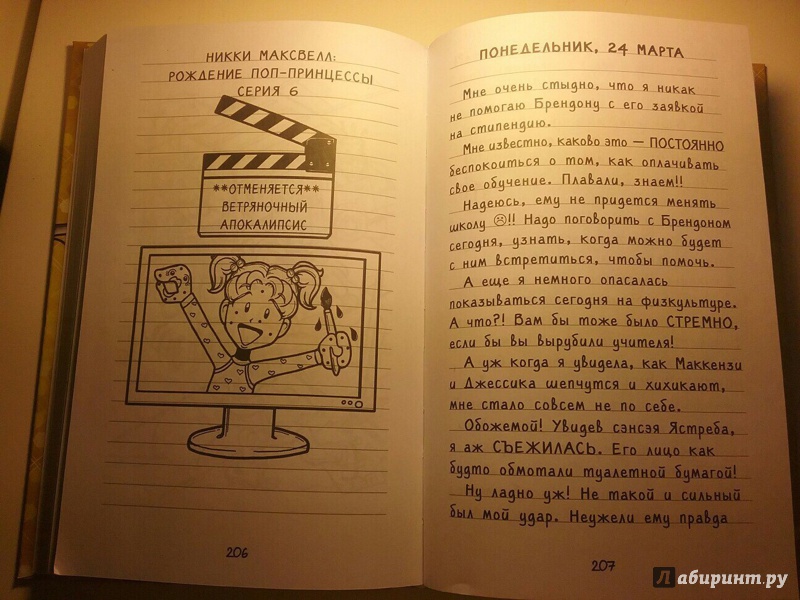 НИККИ МАКСВЕЛЛ:
РОЖДЕНИЕ ПОП-ПРИНЦЕССЫ
СЕРИЯ 6
**ОТМЕНЯЕТСЯ**
ВЕТРЯНОЧНЫЙ
АПОКАЛИПСИС
206
ПОНЕДЕЛЬНИК, 24 МАРТА
Мне очень стыдно, что я никак
не помогаю Брендону с его заявкой
на стипендию.
Мне известно, каково это — ПОСТОЯННО
беспокоиться о том, как оплачивать
свое обучение. Плавали, знаем!!
Надеюсь, ему не придется менять
школу ☹!! Надо поговорить с Брендоном
сегодня, узнать, когда можно будет
с ним встретиться, чтобы помочь.
А еще я немного опасалась
показываться сегодня на физкультуре.
А что?! Вам бы тоже было СТРЕМНО,
если бы вы вырубили учителя!
А уж когда я увидела, как Маккензи
и Джессика шепчутся и хихикают,
мне стало совсем не по себе.
Обожемой! Увидев сэнсэя Ястреба,
я аж СЪЕЖИЛАСЬ. Его лицо как
будто обмотали туалетной бумагой!
Ну ладно уж! Не такой и сильный
был мой удар. Неужели ему правда
207
Лабиринт.ру